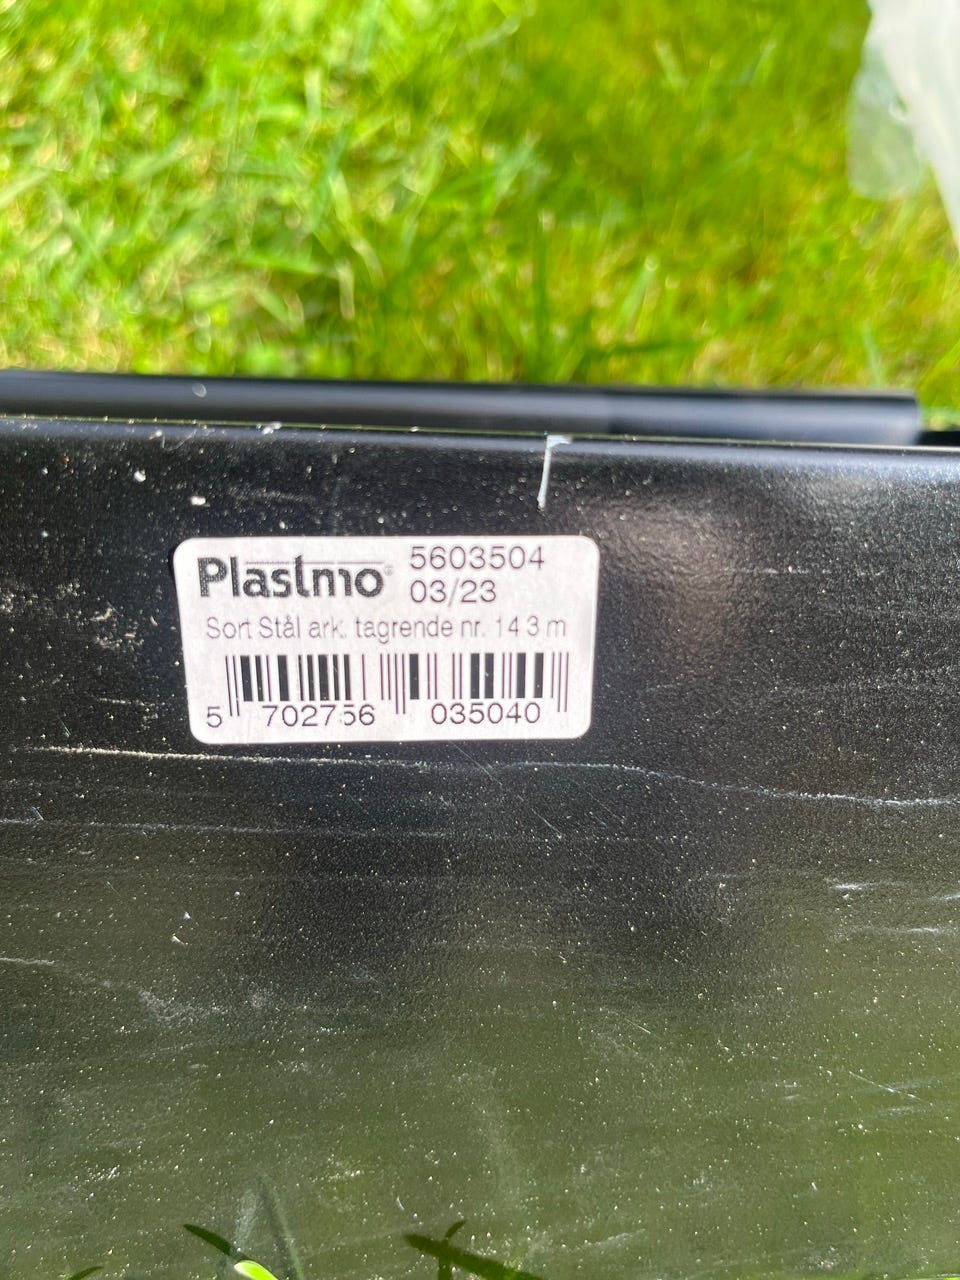 Plastmo® 5603504
03/23
Sort Stål ark. tagrende nr. 14 3 m
5 702756 035040